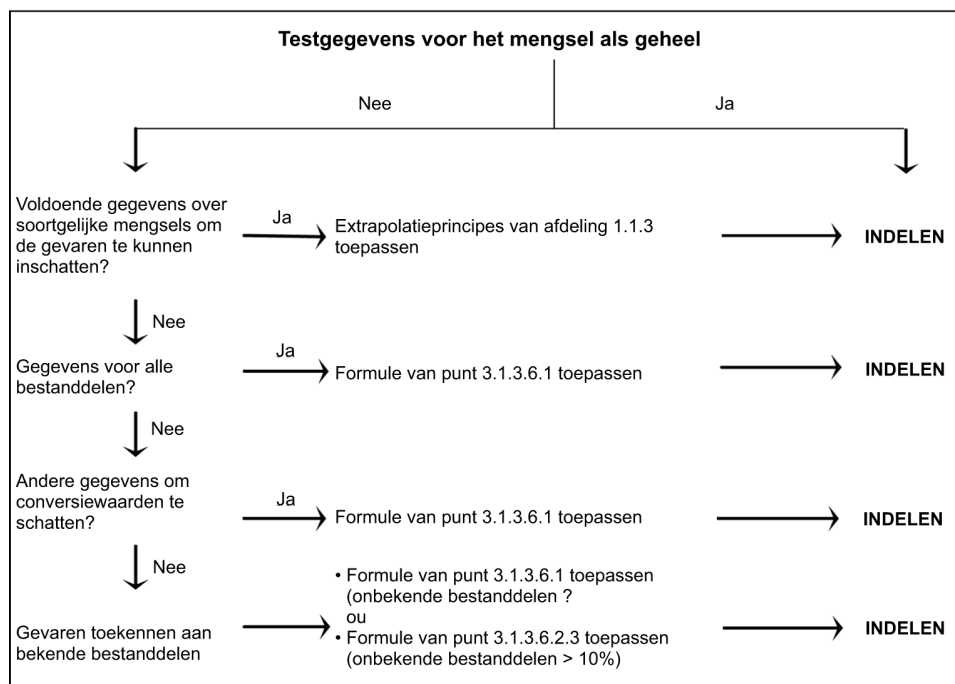 Testgegevens voor het mengsel als geheel
Nee
Ja
Voldoende gegevens over
soortgelijke mengsels om
de gevaren te kunnen
inschatten?
Ja
Extrapolatieprincipes van afdeling 1.1.3
toepassen
INDELEN
Nee
Gegevens voor alle
bestanddelen?
Ja
Formule van punt 3.1.3.6.1 toepassen
INDELEN
Nee
Andere gegevens om
conversiewaarden te
schatten?
Ja
Formule van punt 3.1.3.6.1 toepassen
INDELEN
Nee
Gevaren toekennen aan
bekende bestanddelen
• Formule van punt 3.1.3.6.1 toepassen
(onbekende bestanddelen ?
ou
• Formule van punt 3.1.3.6.2.3 toepassen
(onbekende bestanddelen > 10%)
INDELEN